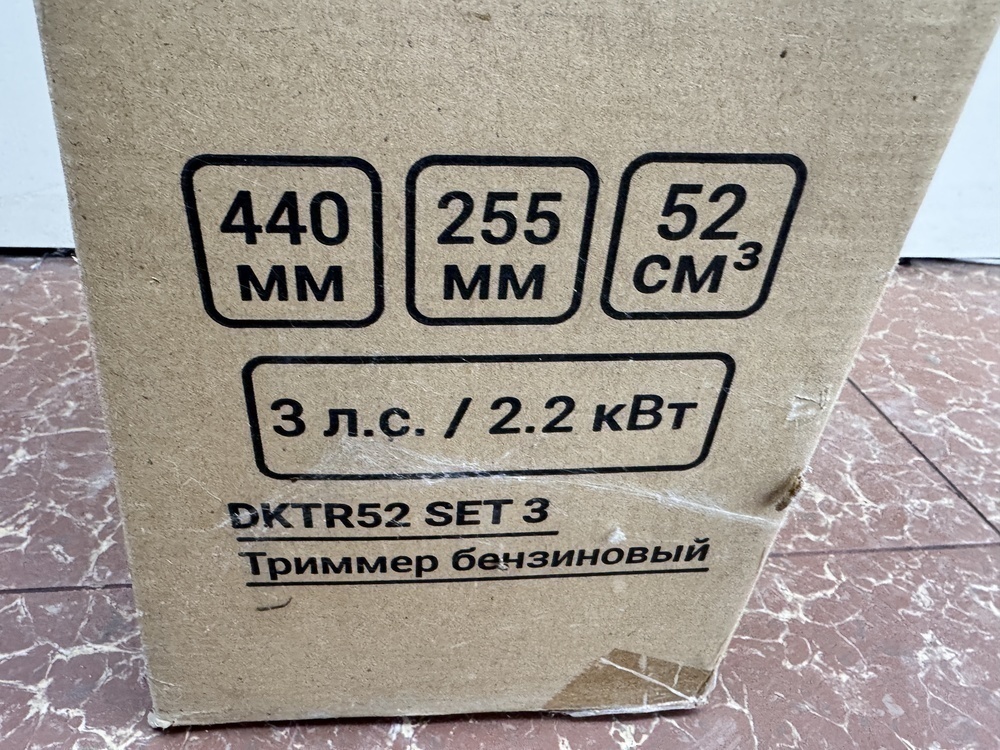 440
мм
255
мм
52
см³
3 л.с. / 2.2 кВт
DKTR52 SET 3
Триммер бензиновый